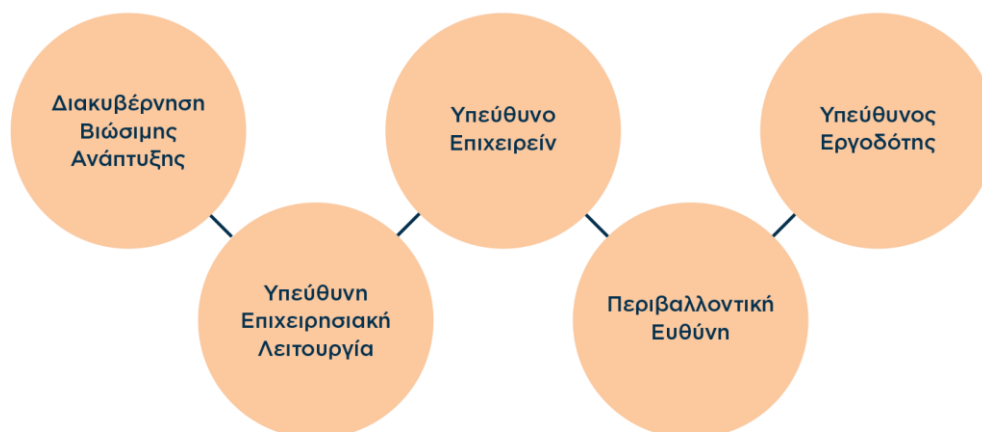 Διακυβέρνηση
Βιώσιμης
Ανάπτυξης
Υπεύθυνη
Επιχειρησιακή
Λειτουργία
Υπεύθυνο
Επιχειρείν
Περιβαλλοντική
Ευθύνη
Υπεύθυνος
Εργοδότης